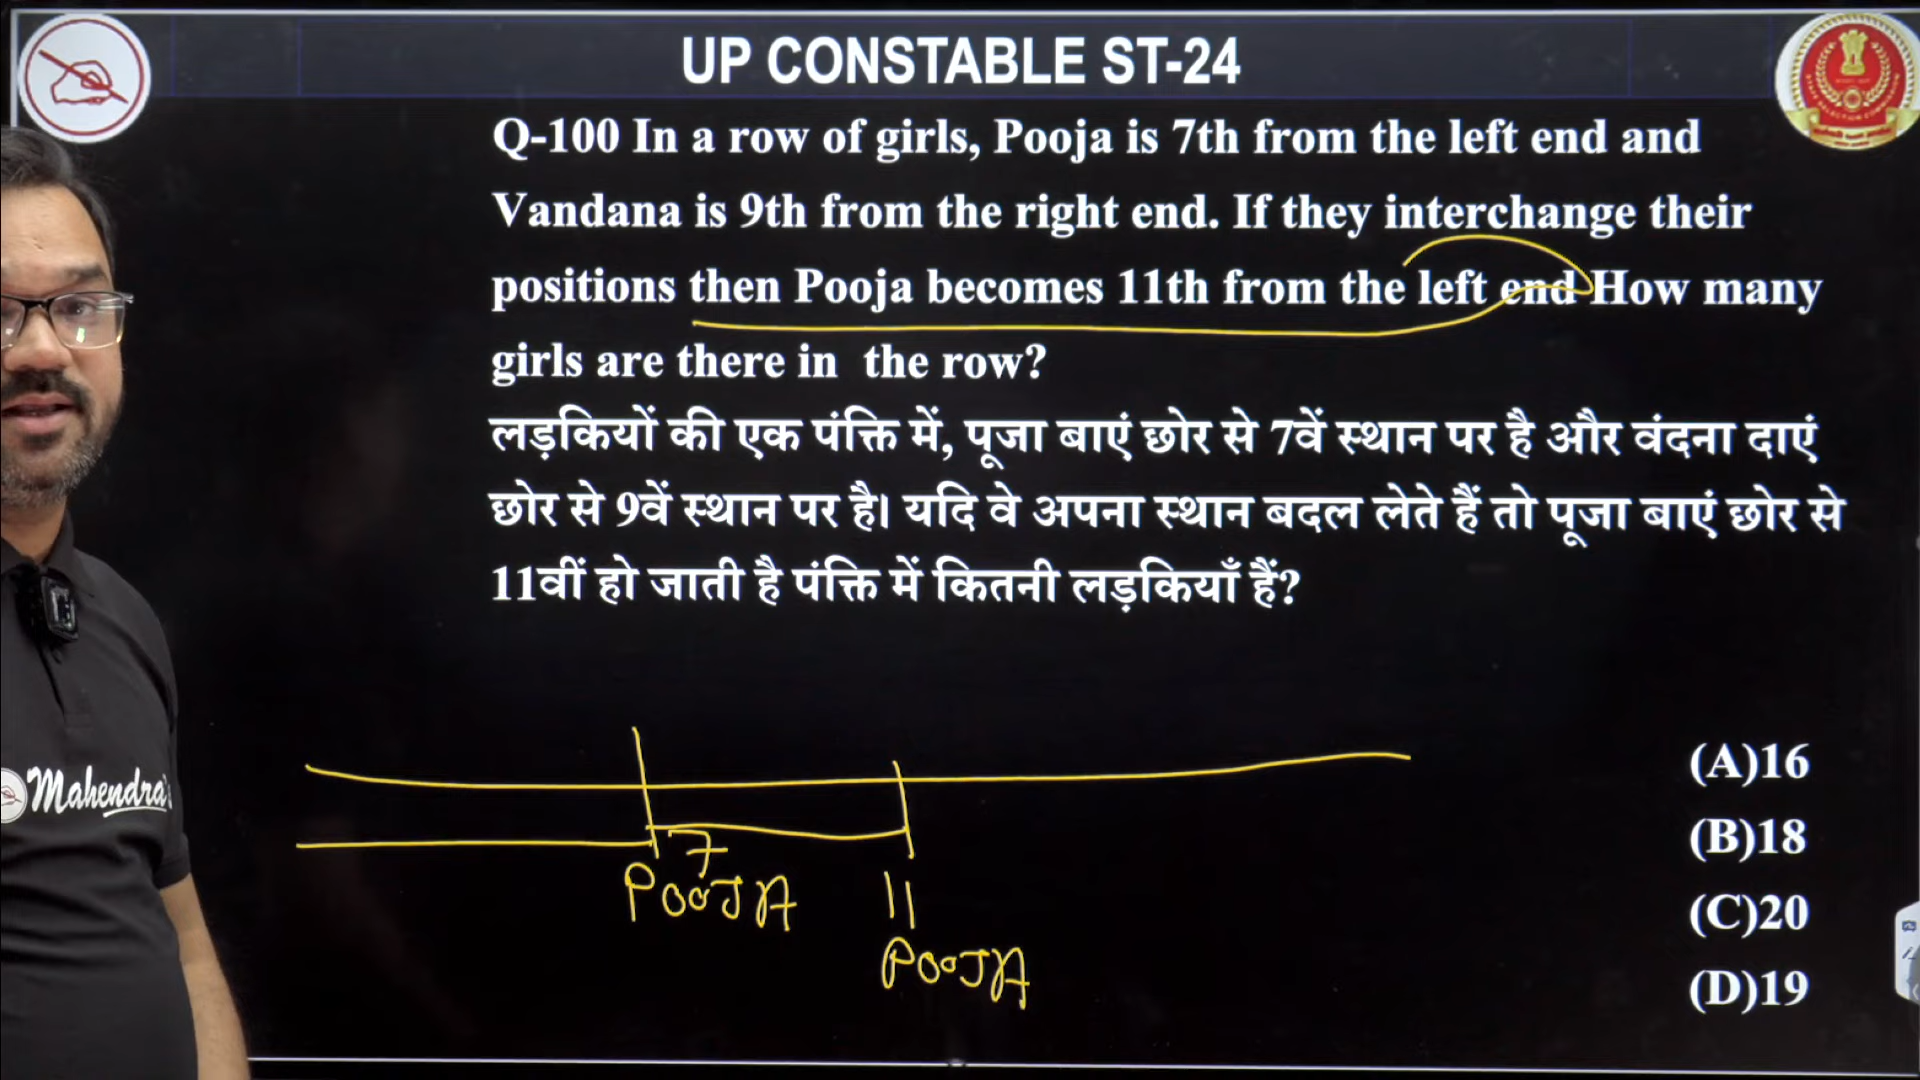 UP CONSTABLE ST-24
Q-100 In a row of girls, Pooja is 7th from the left end and
Vandana is 9th from the right end. If they interchange their
positions then Pooja becomes 11th from the left end How many
girls are there in the row?
लड़कियों की एक पंक्ति में, पूजा बाएं छोर से 7वें स्थान पर है और वंदना दाएं
छोर से 9वें स्थान पर है। यदि वे अपना स्थान बदल लेते हैं तो पूजा बाएं छोर से
11वीं हो जाती है पंक्ति में कितनी लड़कियाँ हैं?
(A)16
(B)18
(C)20
(D)19
7
POOJA
11
POOJA
Mahendra's